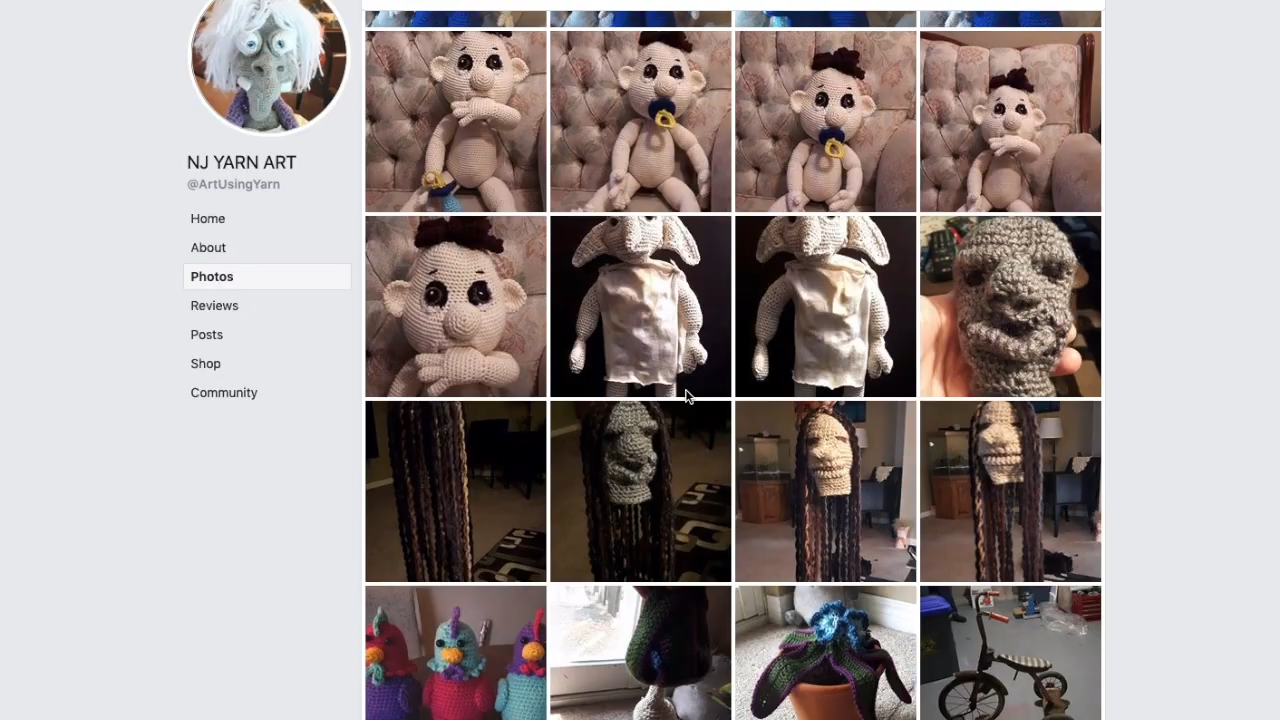 NJ YARN ART
@ArtUsingYarn
Home
About
Photos
Reviews
Posts
Shop
Community